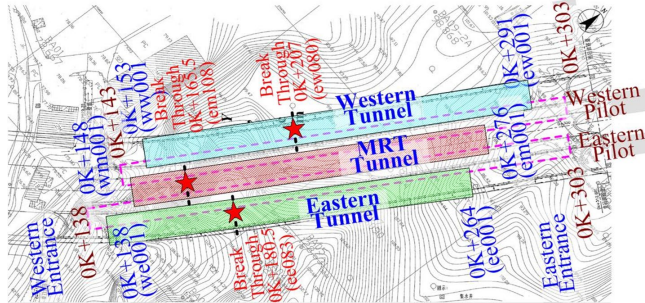 0K+148
(wm001)
0K+143
0K+153
(ww001)
Break
Through
0K+165.5
(em108)
Break
Through
0K+207
(ew080)
0K+291
(ew001)
0K+303
Western
Tunnel
MRT
Tunnel
Eastern
Tunnel
0K+276
(em001)
Western
Pilot
Eastern
Pilot
0K+303
Western
Entrance
0K+138
0K+138
(we001)
Break
Through
0K+180.5
(ee083)
0K+264
(ee001)
Eastern
Entrance